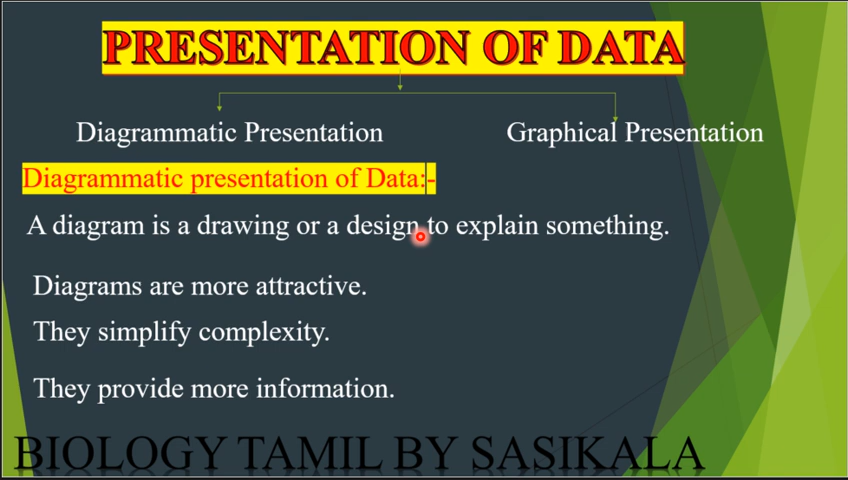 PRESENTATION OF DATA
Diagrammatic Presentation
Graphical Presentation
Diagrammatic presentation of Data:-
A diagram is a drawing or a design to explain something.
Diagrams are more attractive.
They simplify complexity.
They provide more information.
BIOLOGY TAMIL BY SASIKALA